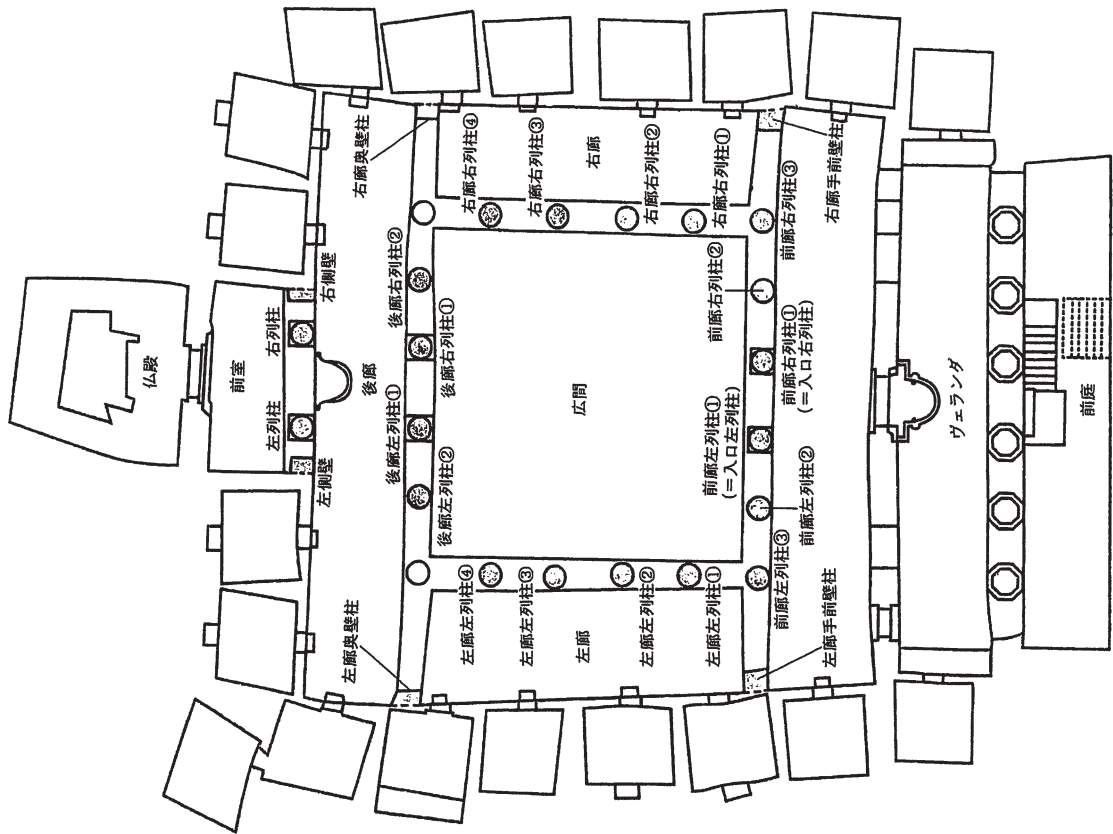 仏殿
前室
左列柱
右列柱
左側壁
右側壁
後廊
左廊奥壁柱
右廊奥壁柱
後廊左列柱②
後廊左列柱①
後廊右列柱①
後廊右列柱②
左廊左列柱④
左廊左列柱③
左廊
左廊左列柱②
左廊左列柱①
右廊右列柱④
右廊右列柱③
右廊
右廊右列柱②
右廊右列柱①
広間
前廊左列柱③
前廊左列柱②
前廊左列柱①
(=入口左列柱)
前廊右列柱①
(=入口右列柱)
前廊右列柱②
前廊右列柱③
左廊手前壁柱
右廊手前壁柱
ヴェランダ
前庭